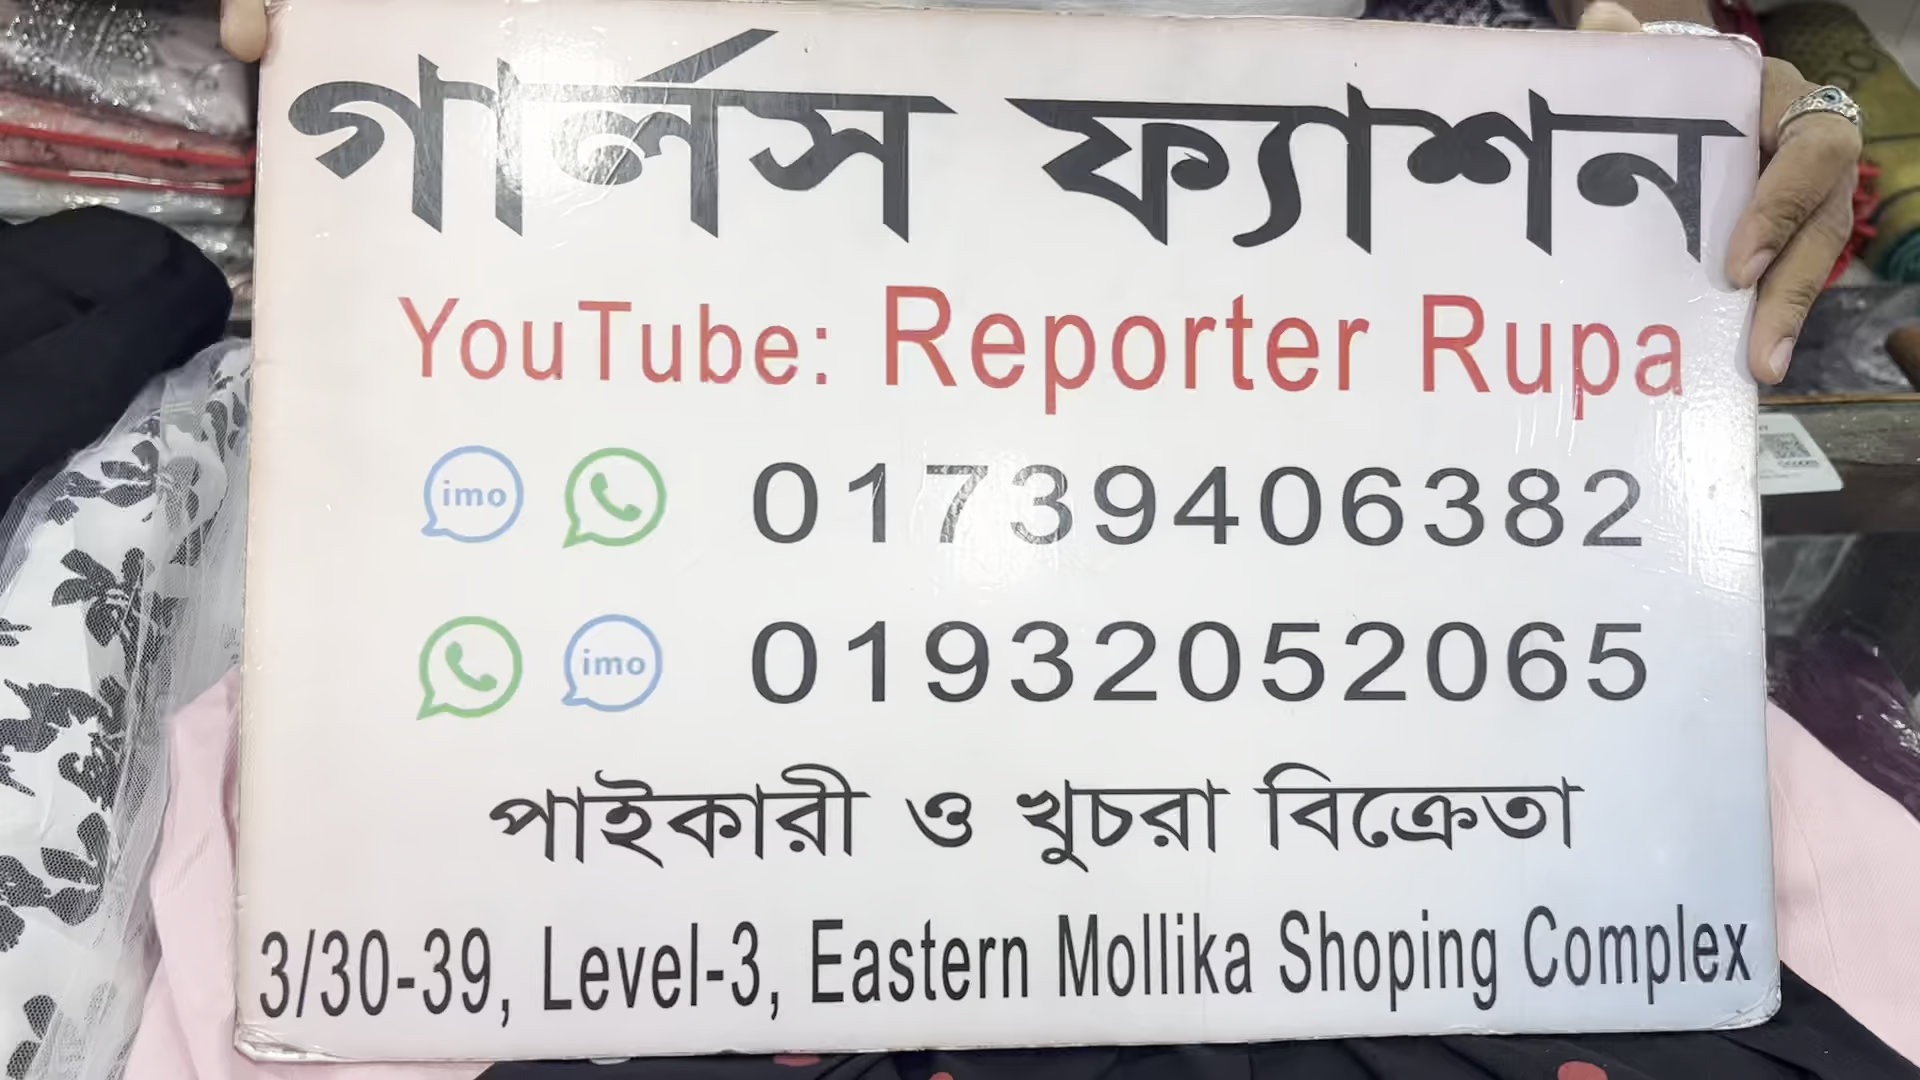 গার্লস ফ্যাশন
YouTube: Reporter Rupa
imo 01739406382
imo 01932052065
পাইকারী ও খুচরা বিক্রেতা
3/30-39, Level-3, Eastern Mollika Shoping Complex